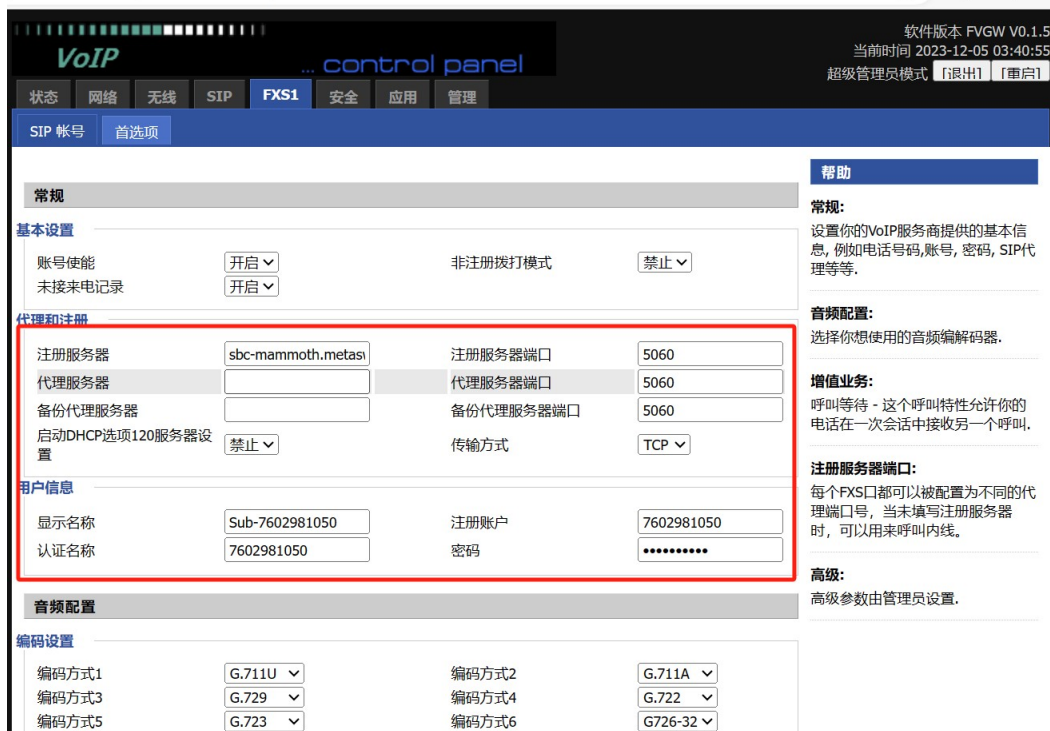 软件版本 FVGW V0.1.5
VoIP ... control panel
当前时间 2023-12-05 03:40:55
超级管理员模式 [退出] [重启]
状态 网络 无线 SIP FXS1 安全 应用 管理
SIP 帐号 首选项
常规
基本设置
账号使能 开启 非注册拨打模式 禁止
未接来电记录 开启
代理和注册
注册服务器 sbc-mammoth.metas 注册服务器端口 5060
代理服务器 代理服务器端口 5060
备份代理服务器 备份代理服务器端口 5060
启动DHCP选项120服务器设
置 禁止 传输方式 TCP
用户信息
显示名称 Sub-7602981050 注册账户 7602981050
认证名称 7602981050 密码 ••••••••••
音频配置
编码设置
编码方式1 G.711U 编码方式2 G.711A
编码方式3 G.729 编码方式4 G.722
编码方式5 G.723 编码方式6 G726-32
帮助
常规:
设置你的VoIP服务商提供的基本信
息, 例如电话号码,账号, 密码, SIP代
理等等.
音频配置:
选择你想使用的音频编解码器.
增值业务:
呼叫等待 - 这个呼叫特性允许你的
电话在一次会话中接收另一个呼叫.
注册服务器端口:
每个FXS口都可以被配置为不同的代
理端口号，当未填写注册服务器
时，可以用来呼叫内线。
高级:
高级参数由管理员设置.